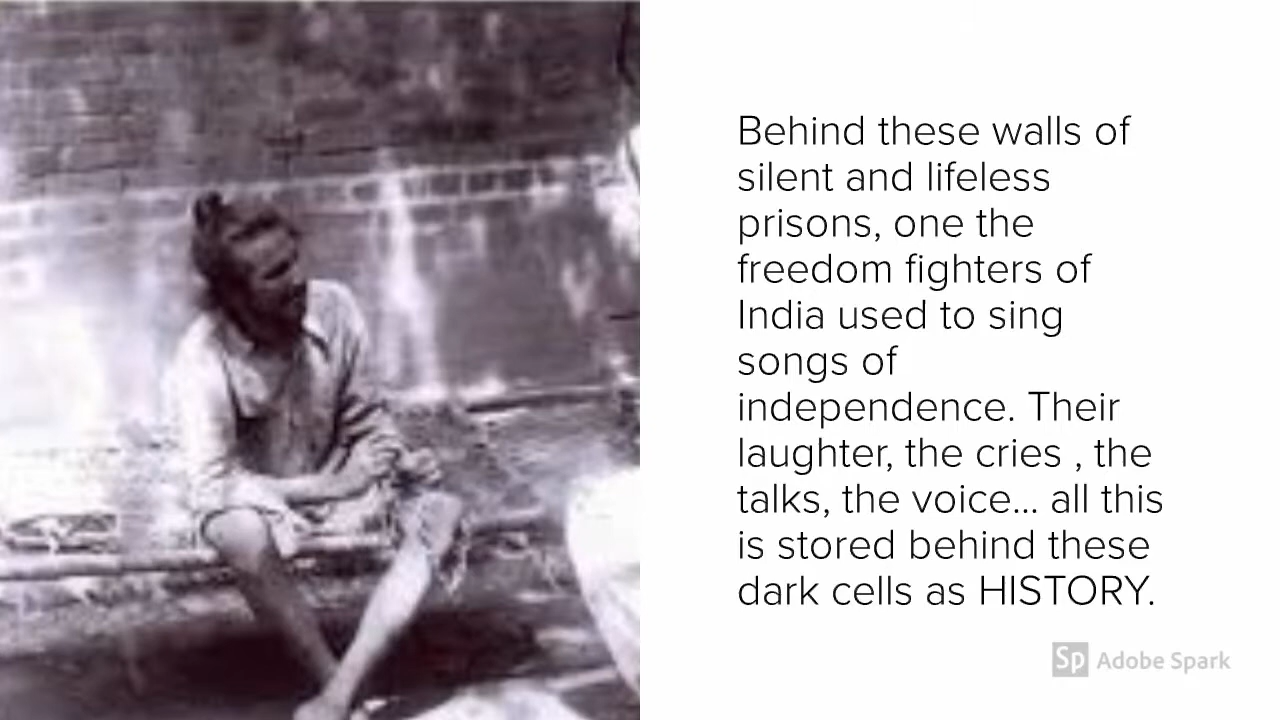 Behind these walls of
silent and lifeless
prisons, one the
freedom fighters of
India used to sing
songs of
independence. Their
laughter, the cries , the
talks, the voice... all this
is stored behind these
dark cells as HISTORY.
Sp Adobe Spark